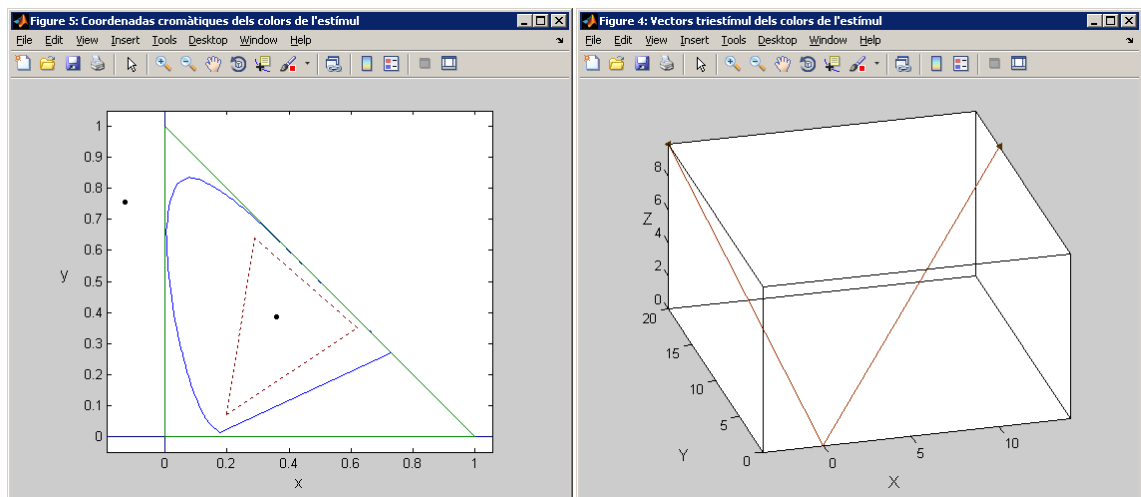 Figure 5: Coordenadas cromàtiques dels colors de l'estímul
File Edit View Insert Tools Desktop Window Help
1
0.9
0.8
0.7
0.6
0.5
0.4
0.3
0.2
0.1
0
y
0 0.2 0.4 0.6 0.8 1
x
Figure 4: Vectors triestímul dels colors de l'estímul
File Edit View Insert Tools Desktop Window Help
8
6
4
2
0
Z
20
15
10
5
0
Y
0 5 10
X